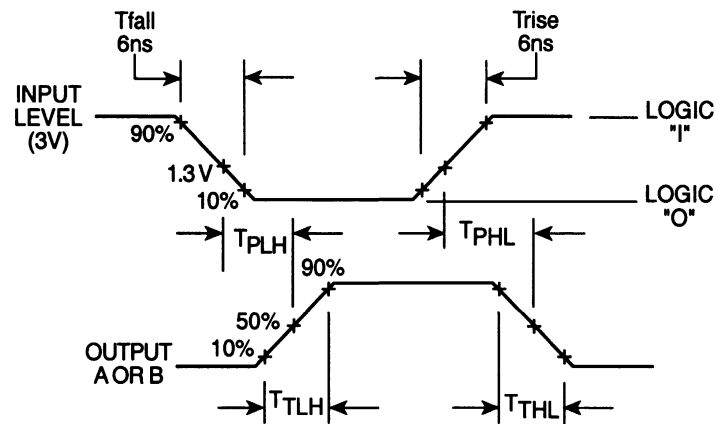 Tfall
6ns
Trise
6ns
INPUT
LEVEL
(3V)
90%
1.3 V
10%
LOGIC
"I"
LOGIC
"O"
TPLH
TPHL
90%
50%
10%
OUTPUT
A OR B
TTLH
TTHL